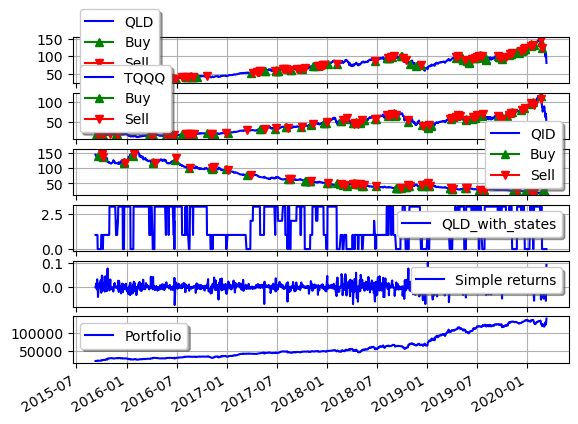 QLD
Buy
Sell
150
100
50
TQQQ
Buy
Sell
100
50
QID
Buy
Sell
150
100
50
QLD_with_states
2.5
0.0
Simple returns
0.1
0.0
Portfolio
100000
50000
2015-07
2016-01
2016-07
2017-01
2017-07
2018-01
2018-07
2019-01
2019-07
2020-01